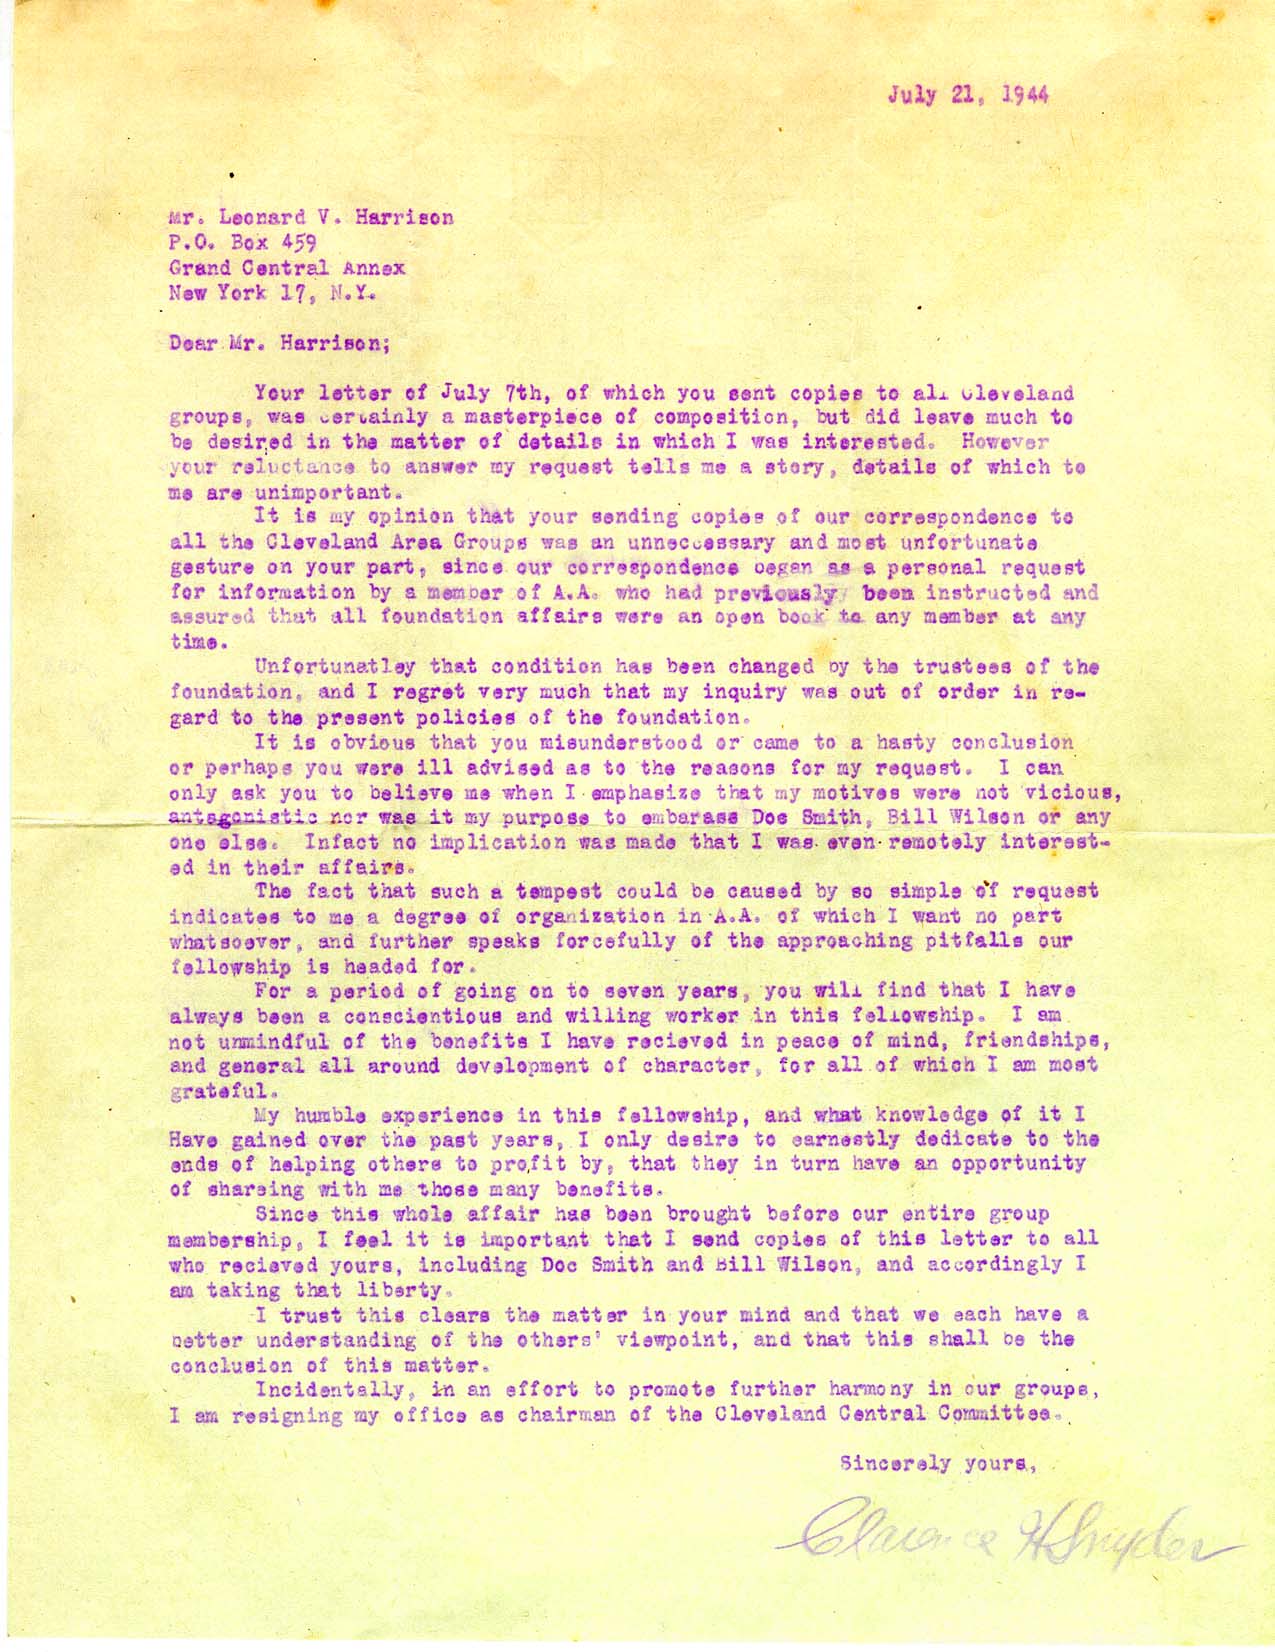 July 21, 1944
Mr. Leonard V. Harrison
P.O. Box 459
Grand Central Annex
New York 17, N.Y.
Dear Mr. Harrison;
Your letter of July 7th, of which you sent copies to all Cleveland
groups, was certainly a masterpiece of composition, but did leave much to
be desired in the matter of details in which I was interested. However
your reluctance to answer my request tells me a story, details of which to
me are unimportant.
It is my opinion that your sending copies of our correspondence to
all the Cleveland Area Groups was an unneccessary and most unfortunate
gesture on your part, since our correspondence began as a personal request
for information by a member of A.A. who had previously been instructed and
assured that all foundation affairs were an open book to any member at any
time.
Unfortunatley that condition has been changed by the trustees of the
foundation, and I regret very much that my inquiry was out of order in re-
gard to the present policies of the foundation.
It is obvious that you misunderstood or came to a hasty conclusion
or perhaps you were ill advised as to the reasons for my request. I can
only ask you to believe me when I emphasize that my motives were not vicious,
antagonistic nor was it my purpose to embarass Doc Smith, Bill Wilson or any
one else. Infact no implication was made that I was even remotely interest-
ed in their affairs.
The fact that such a tempest could be caused by so simple of request
indicates to me a degree of organization in A.A. of which I want no part
whatsoever, and further speaks forcefully of the approaching pitfalls our
fellowship is headed for.
For a period of going on to seven years, you will find that I have
always been a conscientious and willing worker in this fellowship. I am
not unmindful of the benefits I have recieved in peace of mind, friendships,
and general all around development of character, for all of which I am most
grateful.
My humble experience in this fellowship, and what knowledge of it I
Have gained over the past years, I only desire to earnestly dedicate to the
ends of helping others to profit by, that they in turn have an opportunity
of shareing with me those many benefits.
Since this whole affair has been brought before our entire group
membership, I feel it is important that I send copies of this letter to all
who recieved yours, including Doc Smith and Bill Wilson, and accordingly I
am taking that liberty.
I trust this clears the matter in your mind and that we each have a
better understanding of the others' viewpoint, and that this shall be the
conclusion of this matter.
Incidentally, in an effort to promote further harmony in our groups,
I am resigning my office as chairman of the Cleveland Central Committee.
Sincerely yours,
Clarence H Snyder